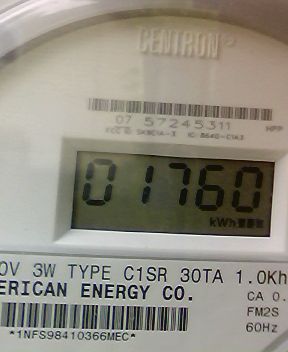 CENTRON
07 57245311
01760
kWh
0V 3W TYPE C1SR 30TA 1.0Kh
ERICAN ENERGY CO.
CA 0.
FM2S
*1NFS98410366MEC*
60Hz